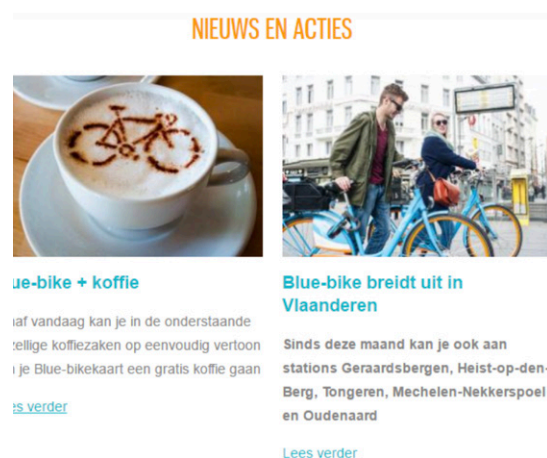 NIEUWS EN ACTIES
ue-bike + koffie
af vandaag kan je in de onderstaande
zellige koffiezaken op eenvoudig vertoon
je Blue-bikekaart een gratis koffie gaan
es verder
Blue-bike breidt uit in
Vlaanderen
Sinds deze maand kan je ook aan
stations Geraardsbergen, Heist-op-den-
Berg, Tongeren, Mechelen-Nekkerspoel
en Oudenaard
Lees verder